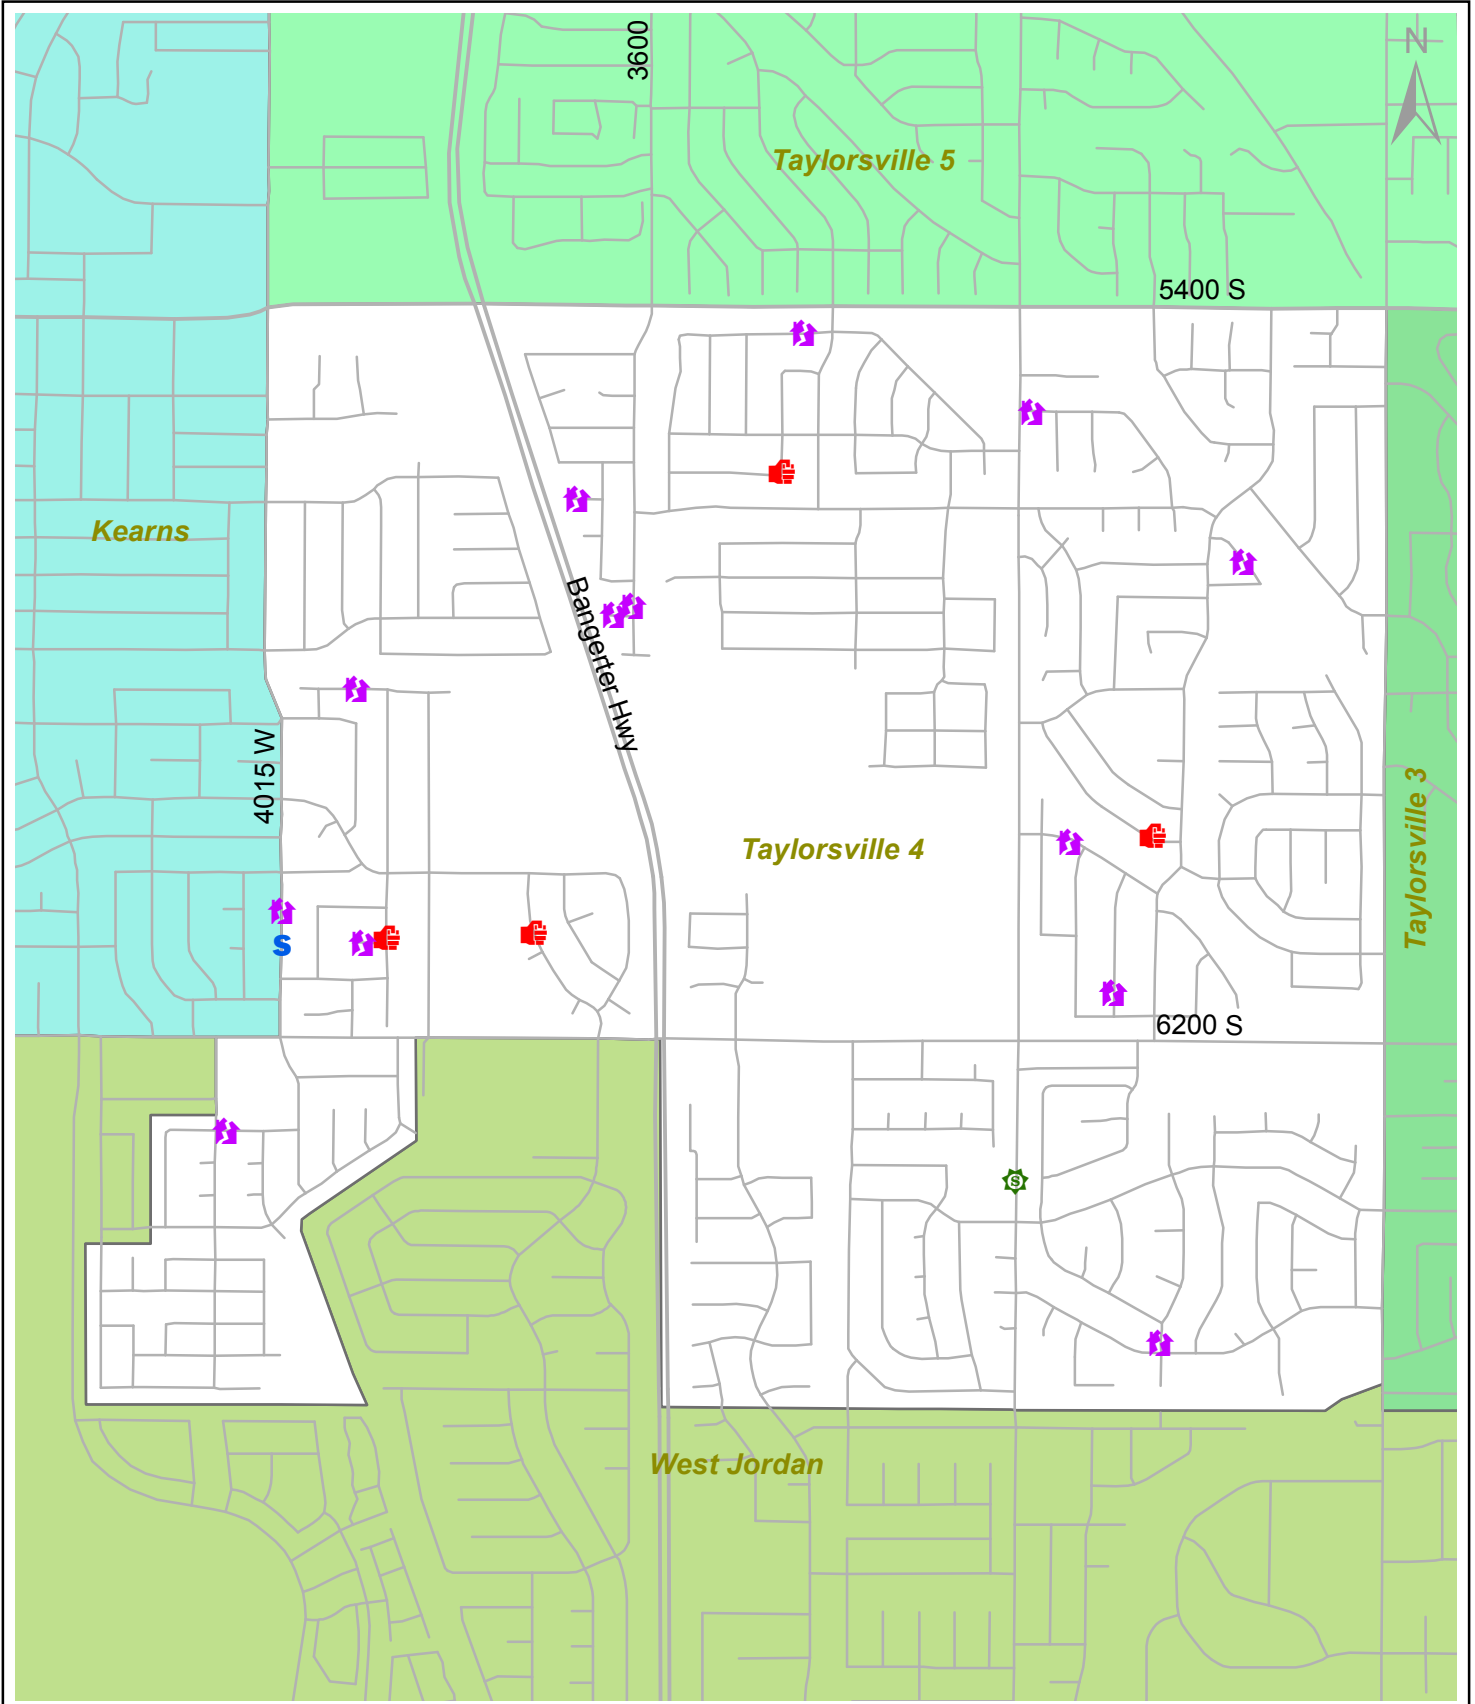 3600
N
Taylorsville 5
5400 S
Kearns
Bangerter Hwy
4015 W
Taylorsville 4
Taylorsville 3
S
6200 S
S
West Jordan